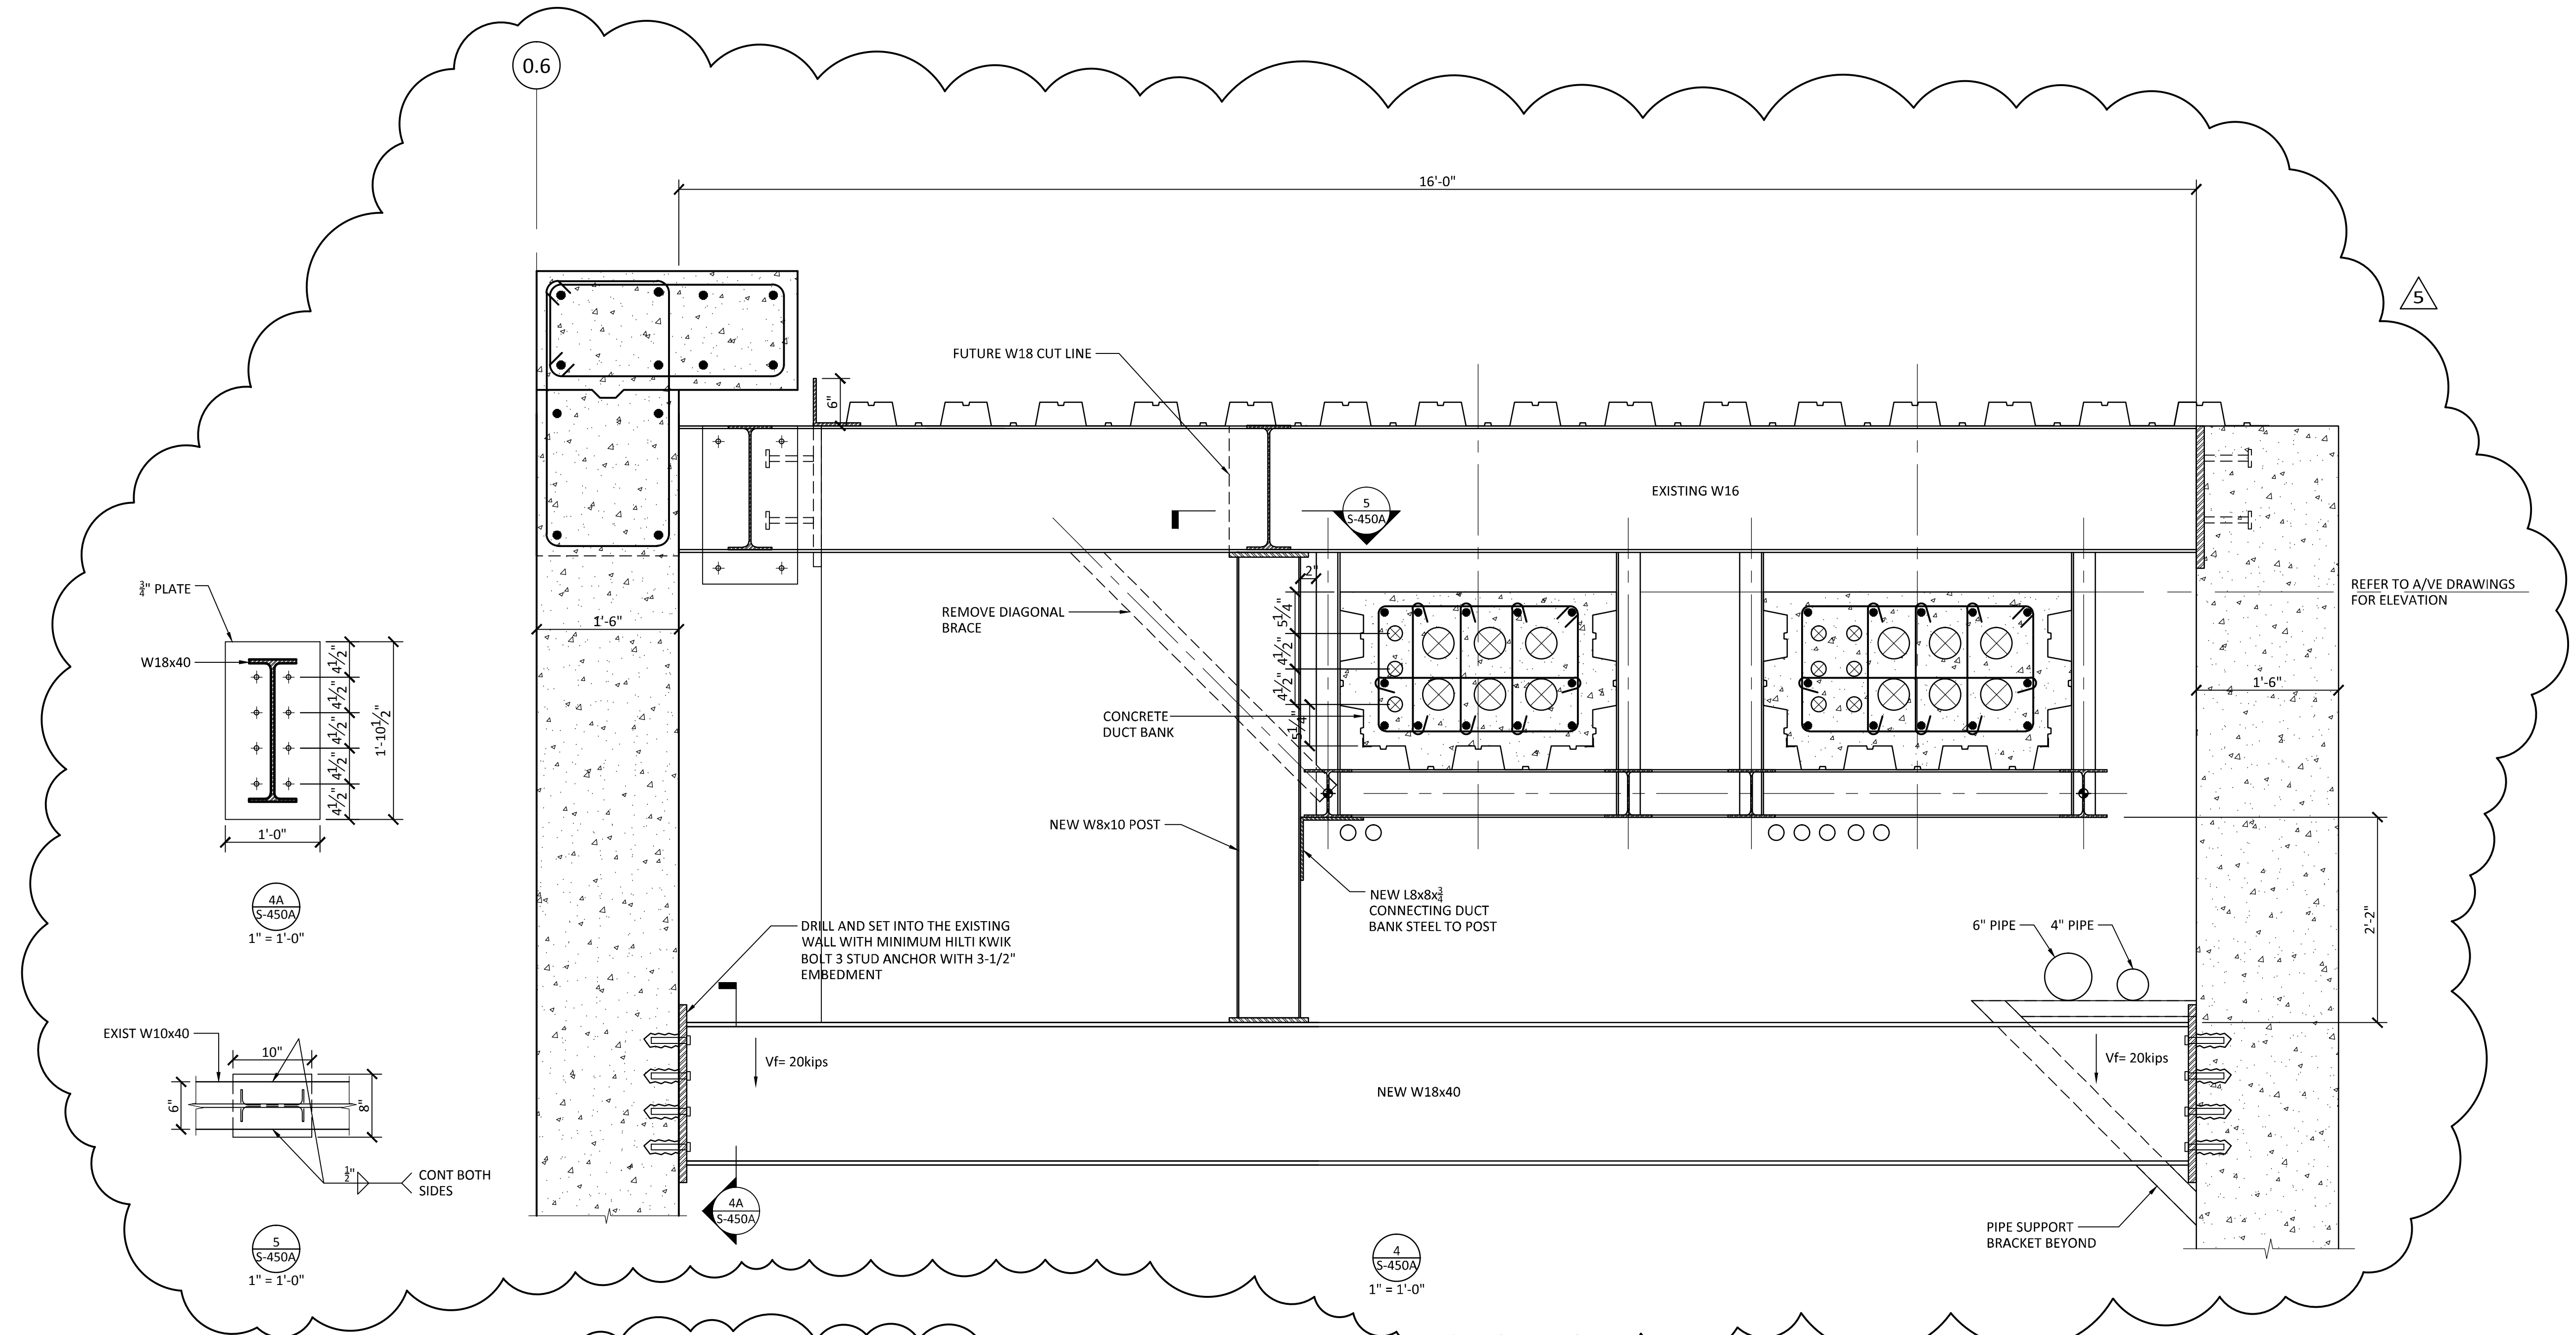 0.6
16'-0"
5
FUTURE W18 CUT LINE
6"
EXISTING W16
5
S-450A
3/4" PLATE
W18x40
4 1/2"
4 1/2"
4 1/2"
4 1/2"
4 1/2"
1'-10 1/2"
1'-0"
4A
S-450A
1" = 1'-0"
1'-6"
REMOVE DIAGONAL
BRACE
2"
5 1/4"
4 1/2"
4 1/2"
5 1/4"
CONCRETE
DUCT BANK
REFER TO A/VE DRAWINGS
FOR ELEVATION
1'-6"
NEW W8x10 POST
NEW L8x8x3/4
CONNECTING DUCT
BANK STEEL TO POST
DRILL AND SET INTO THE EXISTING
WALL WITH MINIMUM HILTI KWIK
BOLT 3 STUD ANCHOR WITH 3-1/2"
EMBEDMENT
6" PIPE
4" PIPE
2'-2"
EXIST W10x40
10"
6"
8"
1/2"
CONT BOTH
SIDES
5
S-450A
1" = 1'-0"
Vf= 20kips
NEW W18x40
Vf= 20kips
4A
S-450A
PIPE SUPPORT
BRACKET BEYOND
4
S-450A
1" = 1'-0"